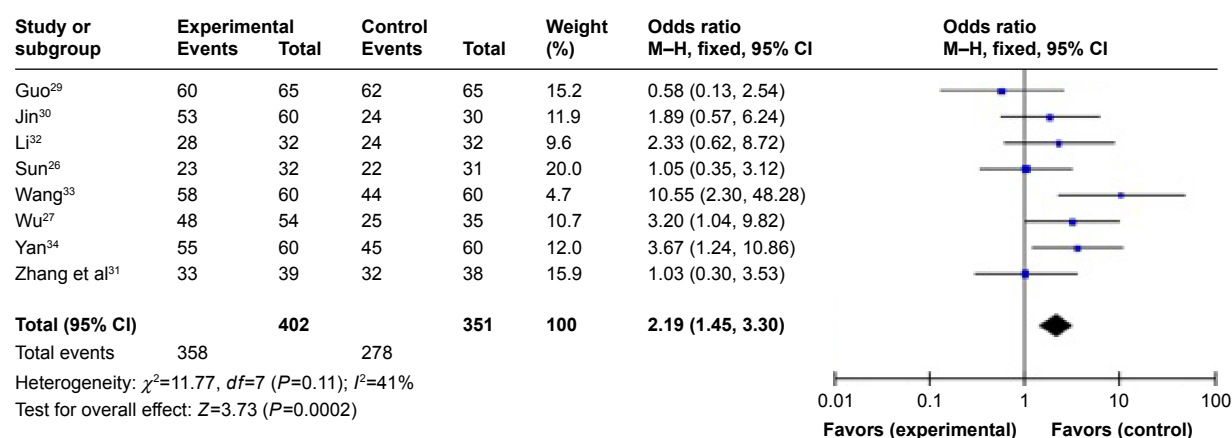 Study or Experimental Control Weight Odds ratio Odds ratio
subgroup Events Total Events Total (%) M–H, fixed, 95% CI M–H, fixed, 95% CI
Guo²⁹ 60 65 62 65 15.2 0.58 (0.13, 2.54)
Jin³⁰ 53 60 24 30 11.9 1.89 (0.57, 6.24)
Li³² 28 32 24 32 9.6 2.33 (0.62, 8.72)
Sun²⁶ 23 32 22 31 20.0 1.05 (0.35, 3.12)
Wang³³ 58 60 44 60 4.7 10.55 (2.30, 48.28)
Wu²⁷ 48 54 25 35 10.7 3.20 (1.04, 9.82)
Yan³⁴ 55 60 45 60 12.0 3.67 (1.24, 10.86)
Zhang et al³¹ 33 39 32 38 15.9 1.03 (0.30, 3.53)
Total (95% CI) 402 351 100 2.19 (1.45, 3.30)
Total events 358 278
Heterogeneity: χ²=11.77, df=7 (P=0.11); I²=41%
Test for overall effect: Z=3.73 (P=0.0002)
0.01 0.1 1 10 100
Favors (experimental) Favors (control)